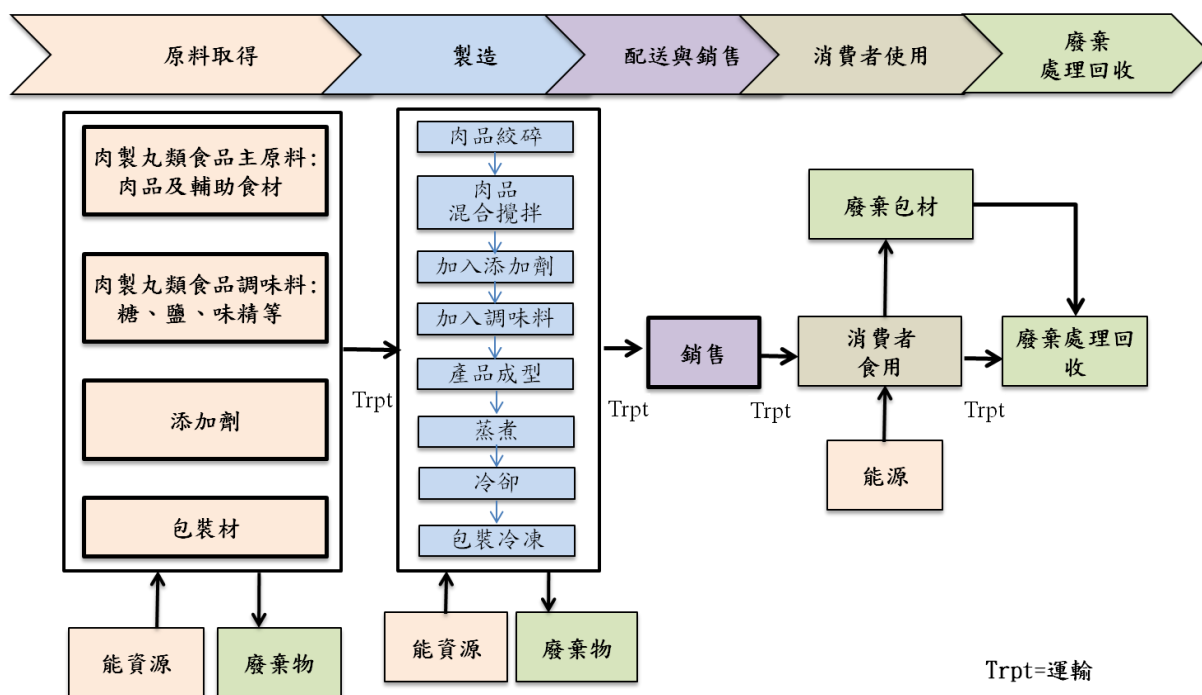 原料取得
製造
配送與銷售
消費者使用
廢棄
處理回收
肉製丸類食品主原料:
肉品及輔助食材
肉製丸類食品調味料:
糖、鹽、味精等
添加劑
包裝材
能資源
廢棄物
Trpt
肉品絞碎
肉品
混合攪拌
加入添加劑
加入調味料
產品成型
蒸煮
冷卻
包裝冷凍
能資源
廢棄物
Trpt
銷售
Trpt
廢棄包材
消費者
食用
能源
Trpt
廢棄處理回
收
Trpt=運輸